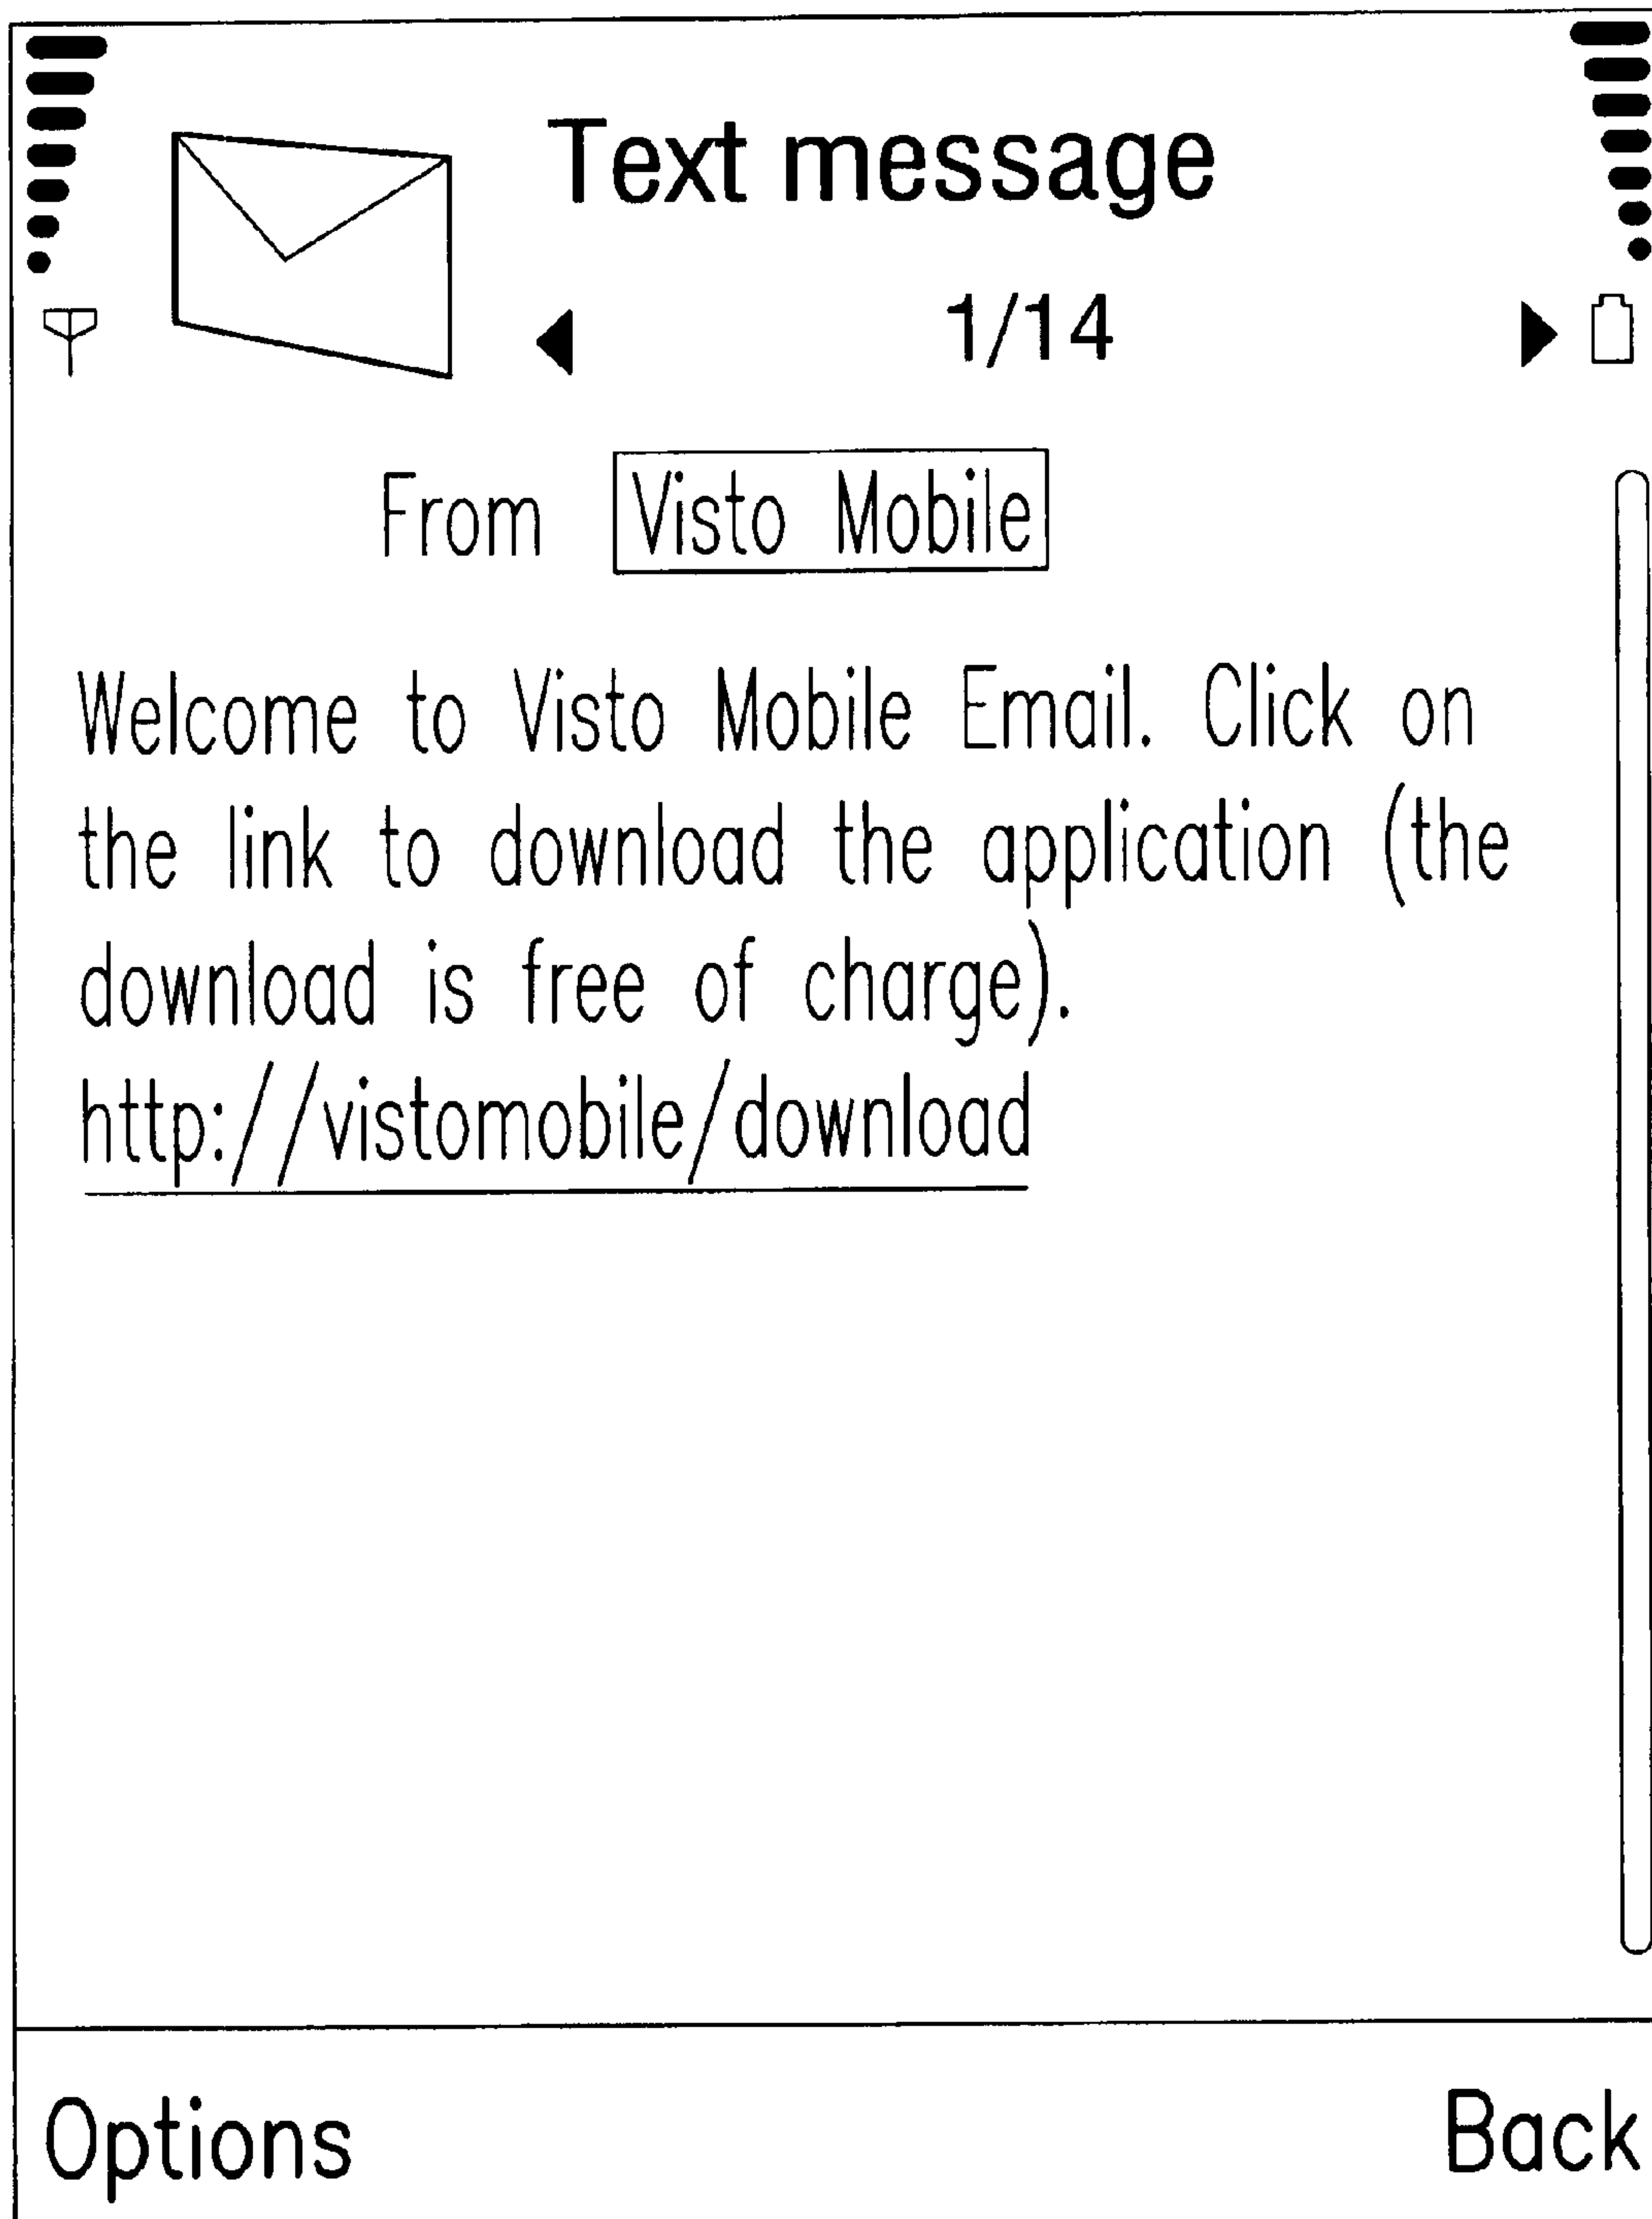 Text message
1/14
From Visto Mobile
Welcome to Visto Mobile Email. Click on
the link to download the application (the
download is free of charge).
http://vistomobile/download
Options Back